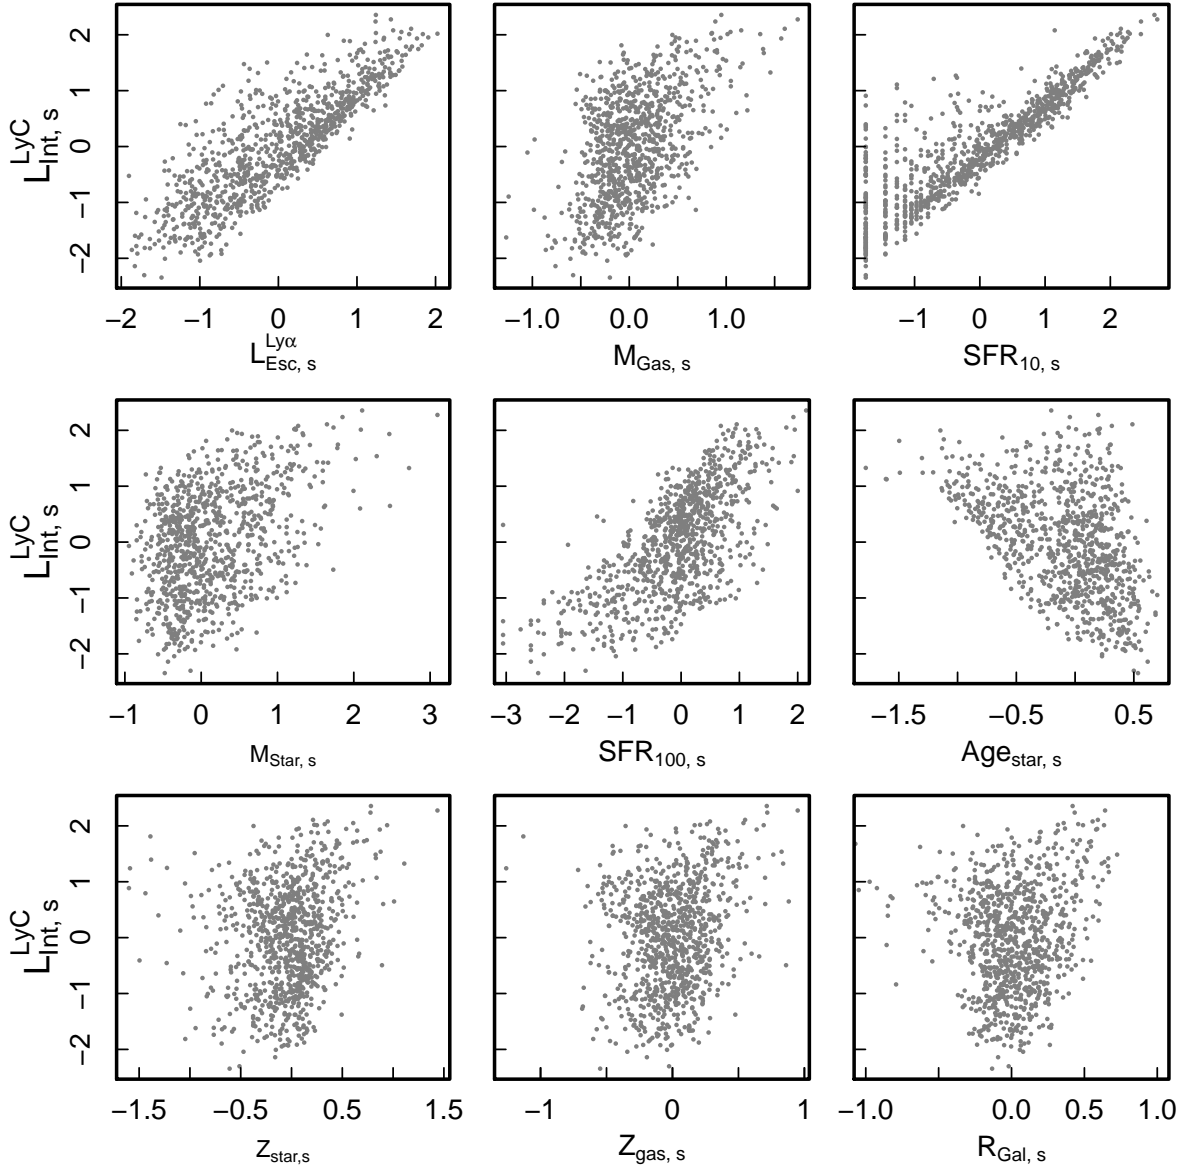 2
1
0
−1
−2
L^LyC_Int, s
−2 −1 0 1 2
L^Lyα_Esc, s
−1.0 0.0 1.0
M_Gas, s
−1 0 1 2
SFR_10, s
2
1
0
−1
−2
L^LyC_Int, s
−1 0 1 2 3
M_Star, s
−3 −2 −1 0 1 2
SFR_100, s
−1.5 −0.5 0.5
Age_star, s
2
1
0
−1
−2
L^LyC_Int, s
−1.5 −0.5 0.5 1.5
Z_star,s
−1 0 1
Z_gas, s
−1.0 0.0 0.5 1.0
R_Gal, s